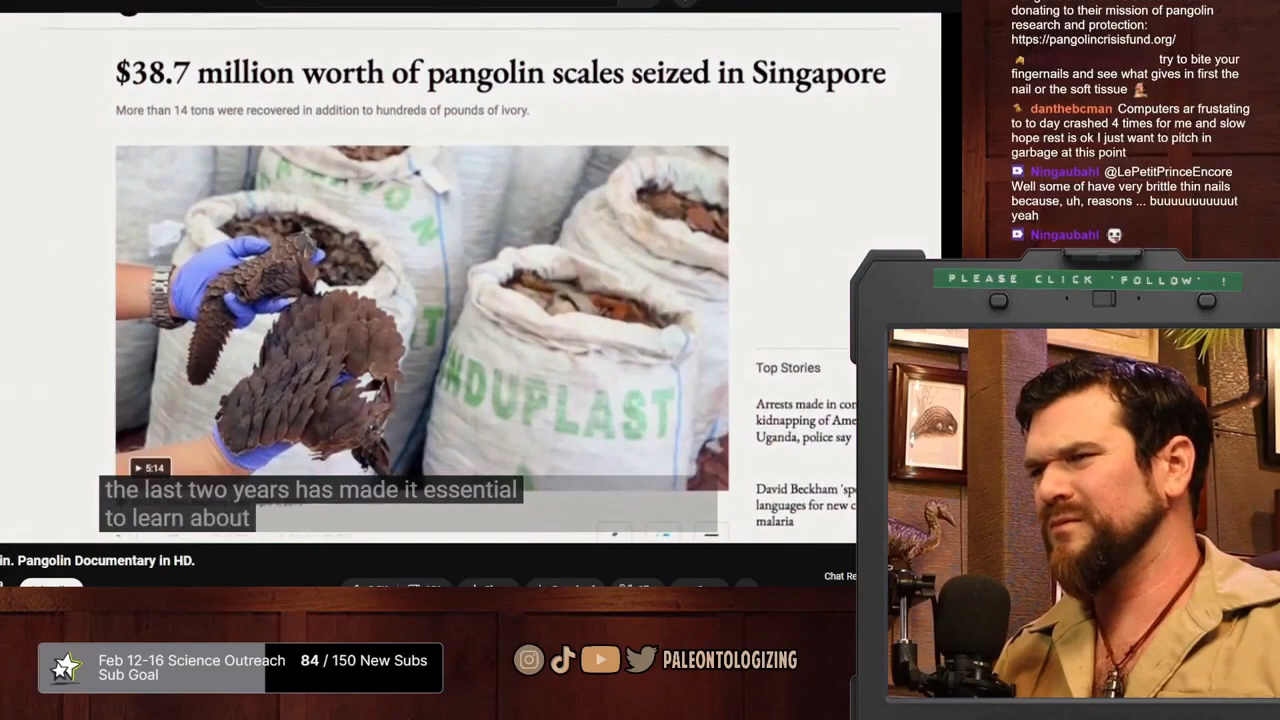 $38.7 million worth of pangolin scales seized in Singapore
More than 14 tons were recovered in addition to hundreds of pounds of ivory.
NDUPLAST
5:14
the last two years has made it essential
to learn about
Top Stories
Arrests made in con
kidnapping of Ame
Uganda, police say
David Beckham 'spe
languages for new c
malaria
in. Pangolin Documentary in HD.
Chat Re
donating to their mission of pangolin
research and protection:
https://pangolincrisisfund.org/
try to bite your
fingernails and see what gives in first the
nail or the soft tissue
danthebcman Computers ar frustating
to to day crashed 4 times for me and slow
hope rest is ok I just want to pitch in
garbage at this point
Ningaubahl @LePetitPrinceEncore
Well some of have very brittle thin nails
because, uh, reasons ... buuuuuuuuuut
yeah
Ningaubahl
PLEASE CLICK 'FOLLOW' !
Feb 12-16 Science Outreach 84 / 150 New Subs
Sub Goal
PALEONTOLOGIZING